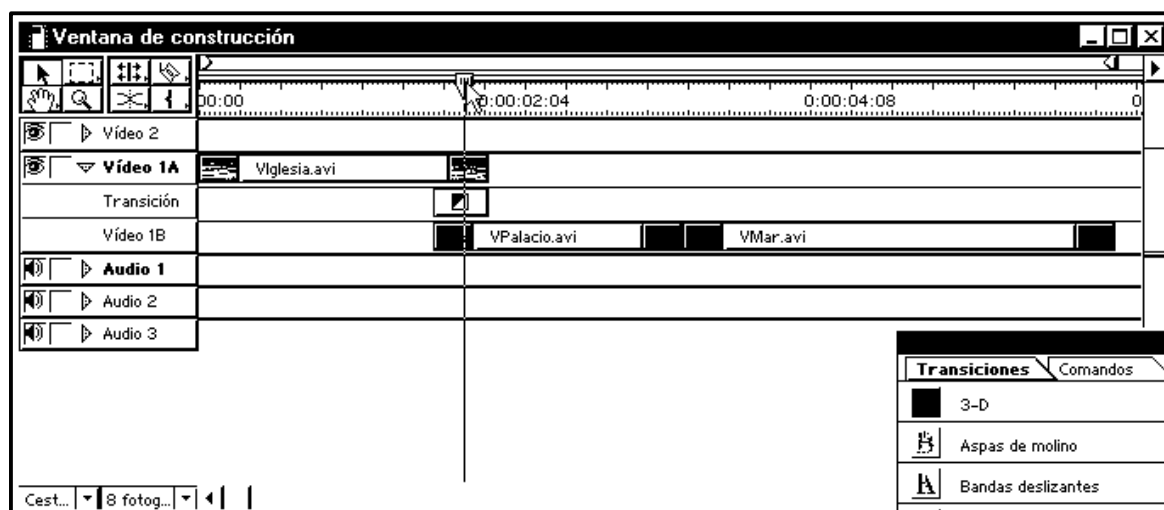 Ventana de construcción
00:00 0:00:02:04 0:00:04:08 0
Vídeo 2
Vídeo 1A VIglesia.avi
Transición
Vídeo 1B VPalacio.avi VMar.avi
Audio 1
Audio 2
Audio 3
Transiciones Comandos
3-D
Aspas de molino
Bandas deslizantes
Cest... 8 fotog...